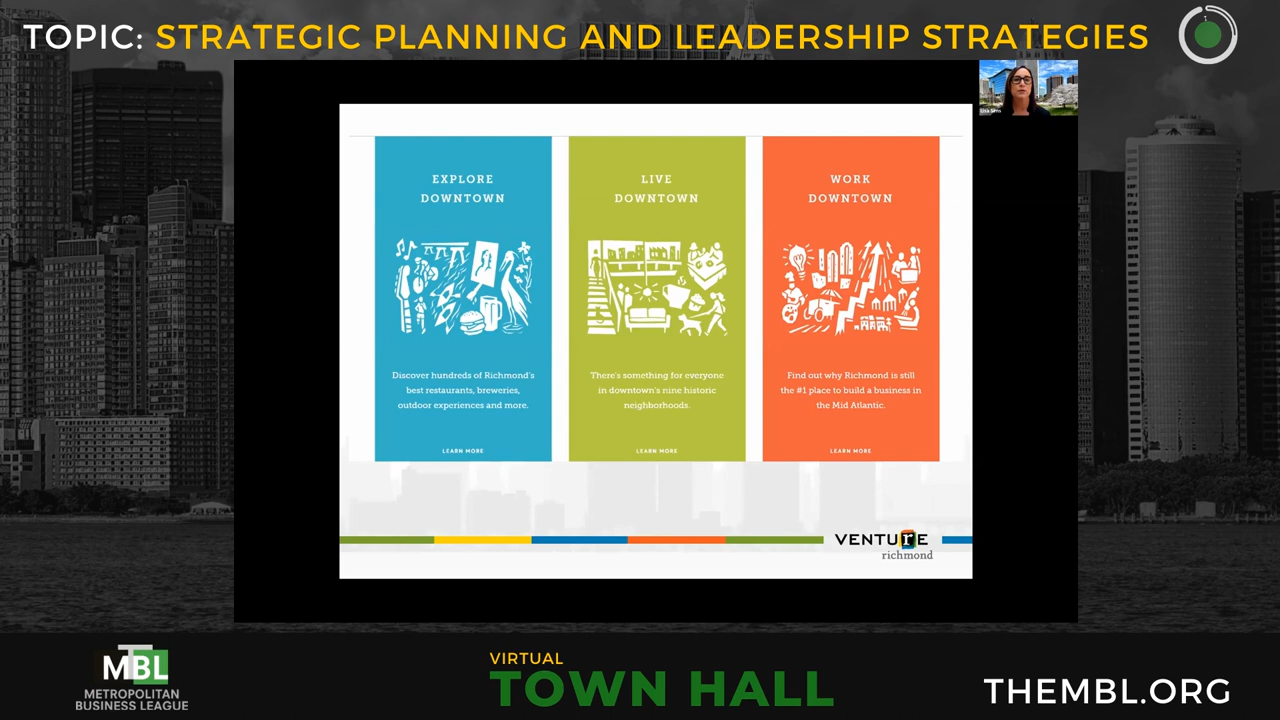 TOPIC: STRATEGIC PLANNING AND LEADERSHIP STRATEGIES
1
Lisa Sims
EXPLORE
DOWNTOWN
Discover hundreds of Richmond's
best restaurants, breweries,
outdoor experiences and more.
LEARN MORE
LIVE
DOWNTOWN
There's something for everyone
in downtown's nine historic
neighborhoods.
LEARN MORE
WORK
DOWNTOWN
Find out why Richmond is still
the #1 place to build a business in
the Mid Atlantic.
LEARN MORE
VENTUrE
richmond
MBL
METROPOLITAN
BUSINESS LEAGUE
VIRTUAL
TOWN HALL
THEMBL.ORG